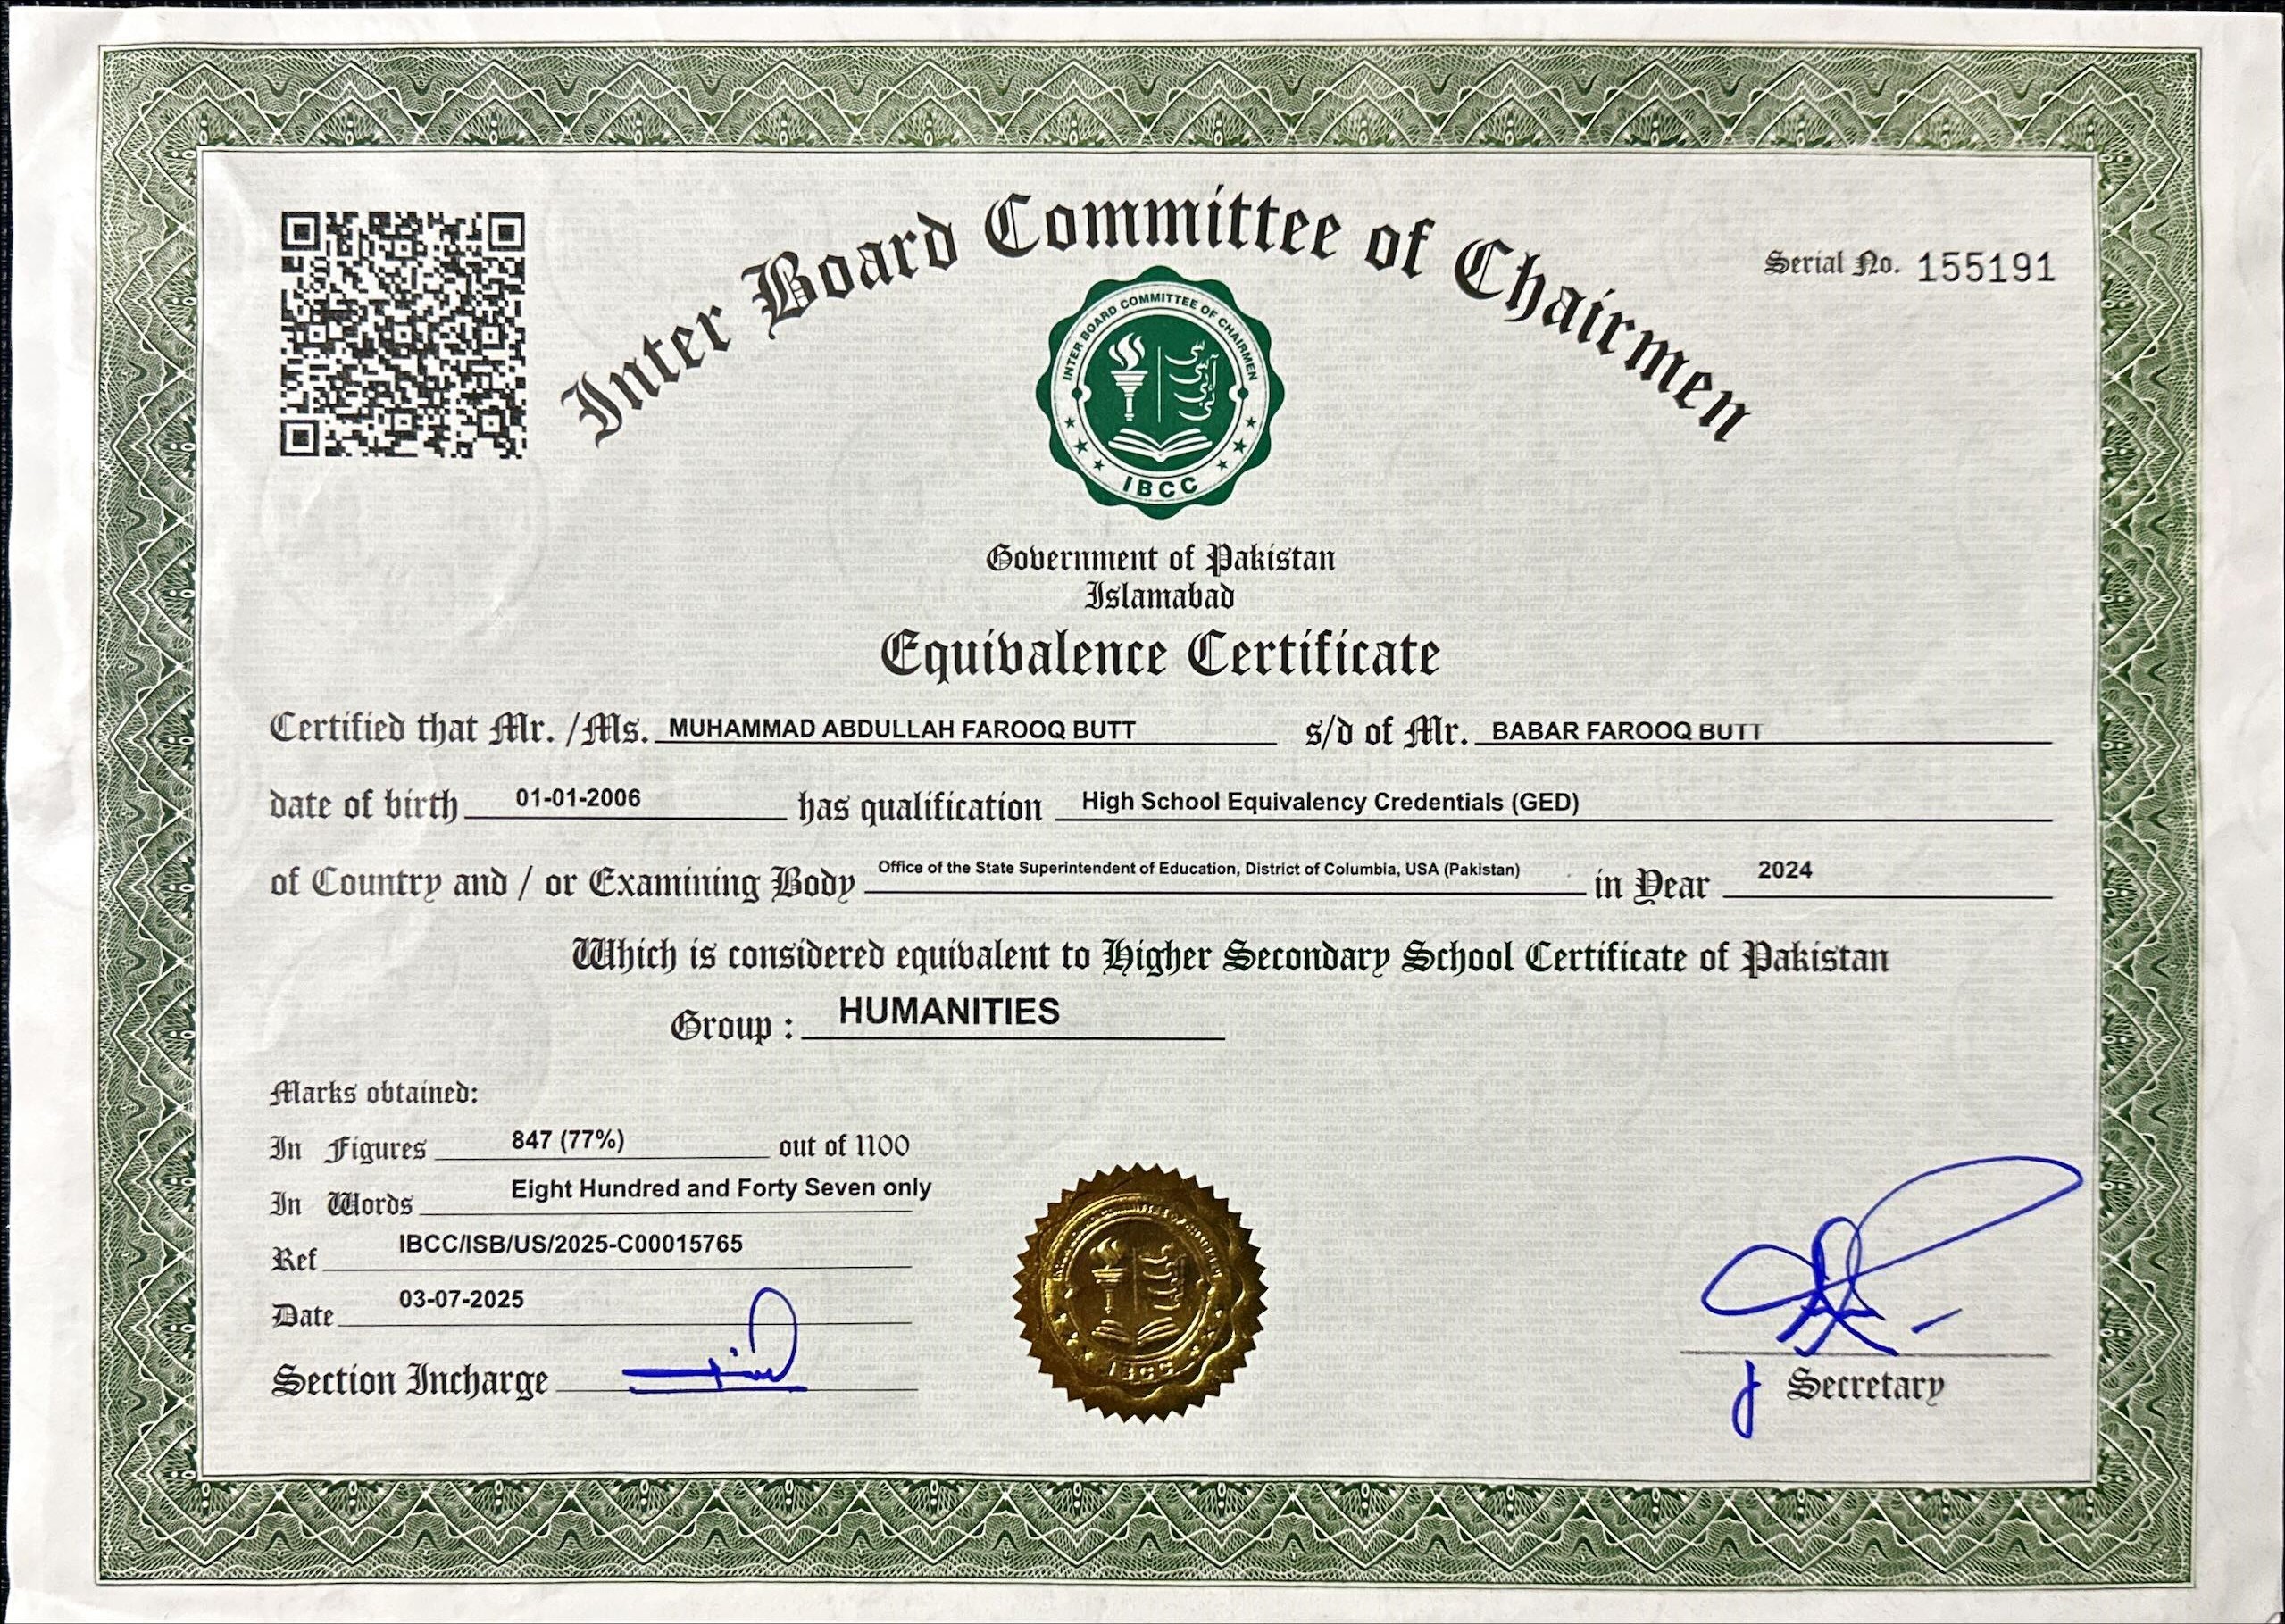 Inter Board Committee of Chairmen
Serial No. 155191
INTER BOARD COMMITTEE OF CHAIRMEN
آئی بی سی سی
IBCC
Government of Pakistan
Islamabad
Equivalence Certificate
Certified that Mr. /Ms. MUHAMMAD ABDULLAH FAROOQ BUTT s/d of Mr. BABAR FAROOQ BUTT
date of birth 01-01-2006 has qualification High School Equivalency Credentials (GED)
of Country and / or Examining Body Office of the State Superintendent of Education, District of Columbia, USA (Pakistan) in Year 2024
Which is considered equivalent to Higher Secondary School Certificate of Pakistan
Group : HUMANITIES
Marks obtained:
In Figures 847 (77%) out of 1100
In Words Eight Hundred and Forty Seven only
Ref IBCC/ISB/US/2025-C00015765
Date 03-07-2025
Section Incharge
IBCC
Secretary